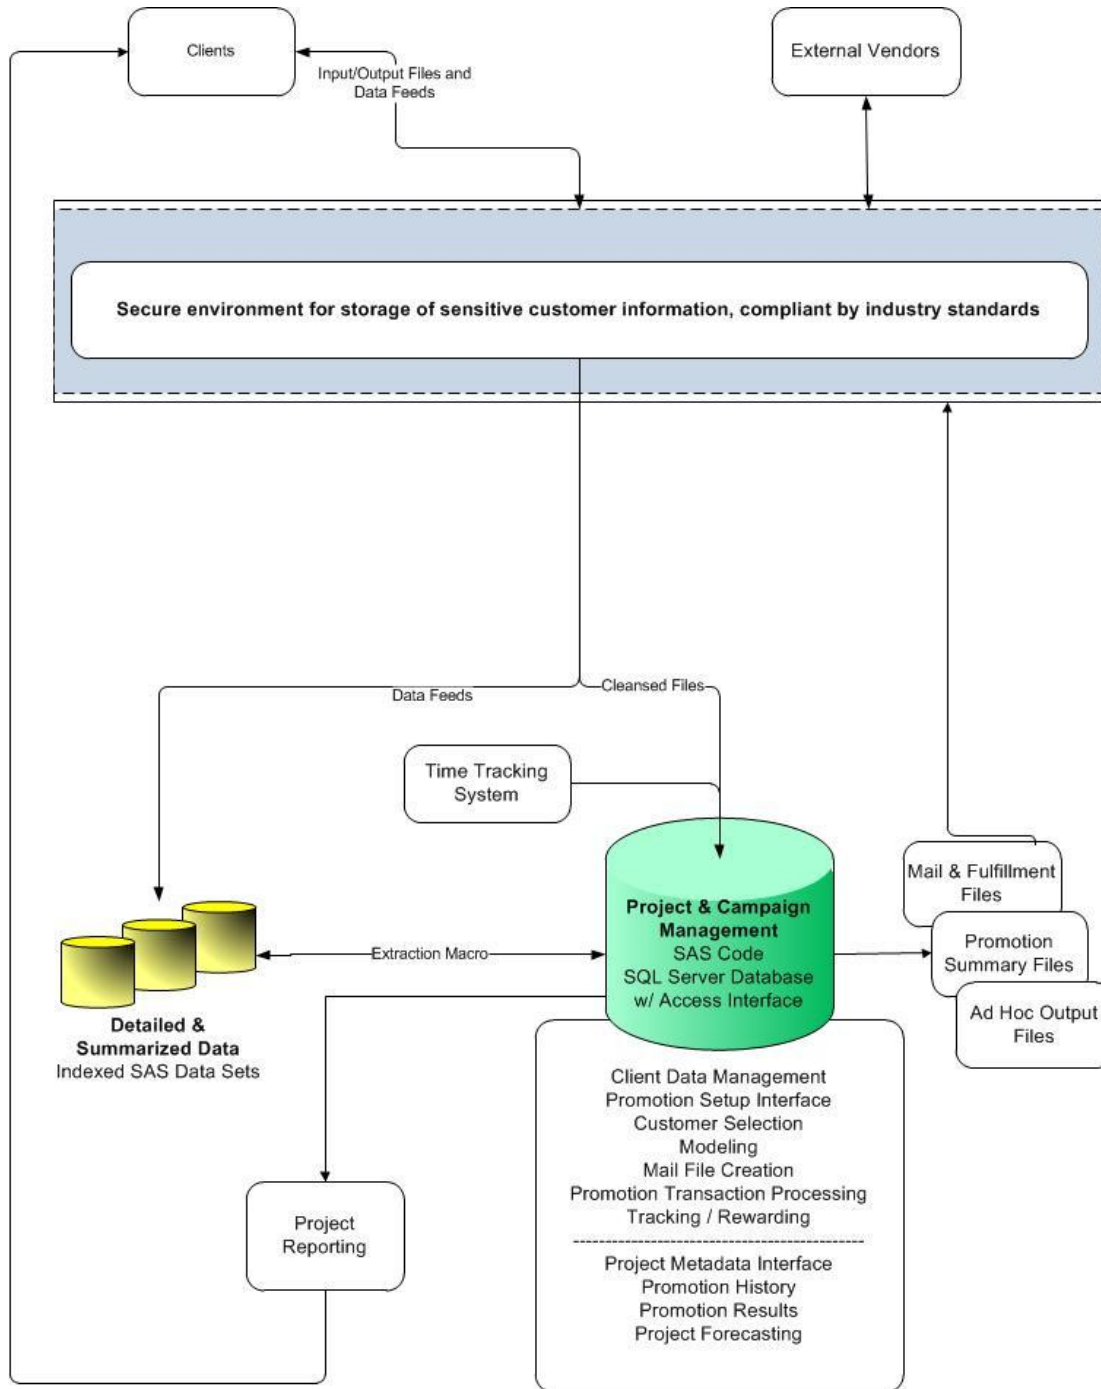 Clients
External Vendors
Input/Output Files and
Data Feeds
Secure environment for storage of sensitive customer information, compliant by industry standards
Data Feeds
Cleansed Files
Time Tracking
System
Mail & Fulfillment
Files
Project & Campaign
Management
SAS Code
SQL Server Database
w/ Access Interface
Promotion
Summary Files
Extraction Macro
Ad Hoc Output
Files
Detailed &
Summarized Data
Indexed SAS Data Sets
Client Data Management
Promotion Setup Interface
Customer Selection
Modeling
Mail File Creation
Promotion Transaction Processing
Tracking / Rewarding
---------------------------------------------
Project Metadata Interface
Promotion History
Promotion Results
Project Forecasting
Project
Reporting